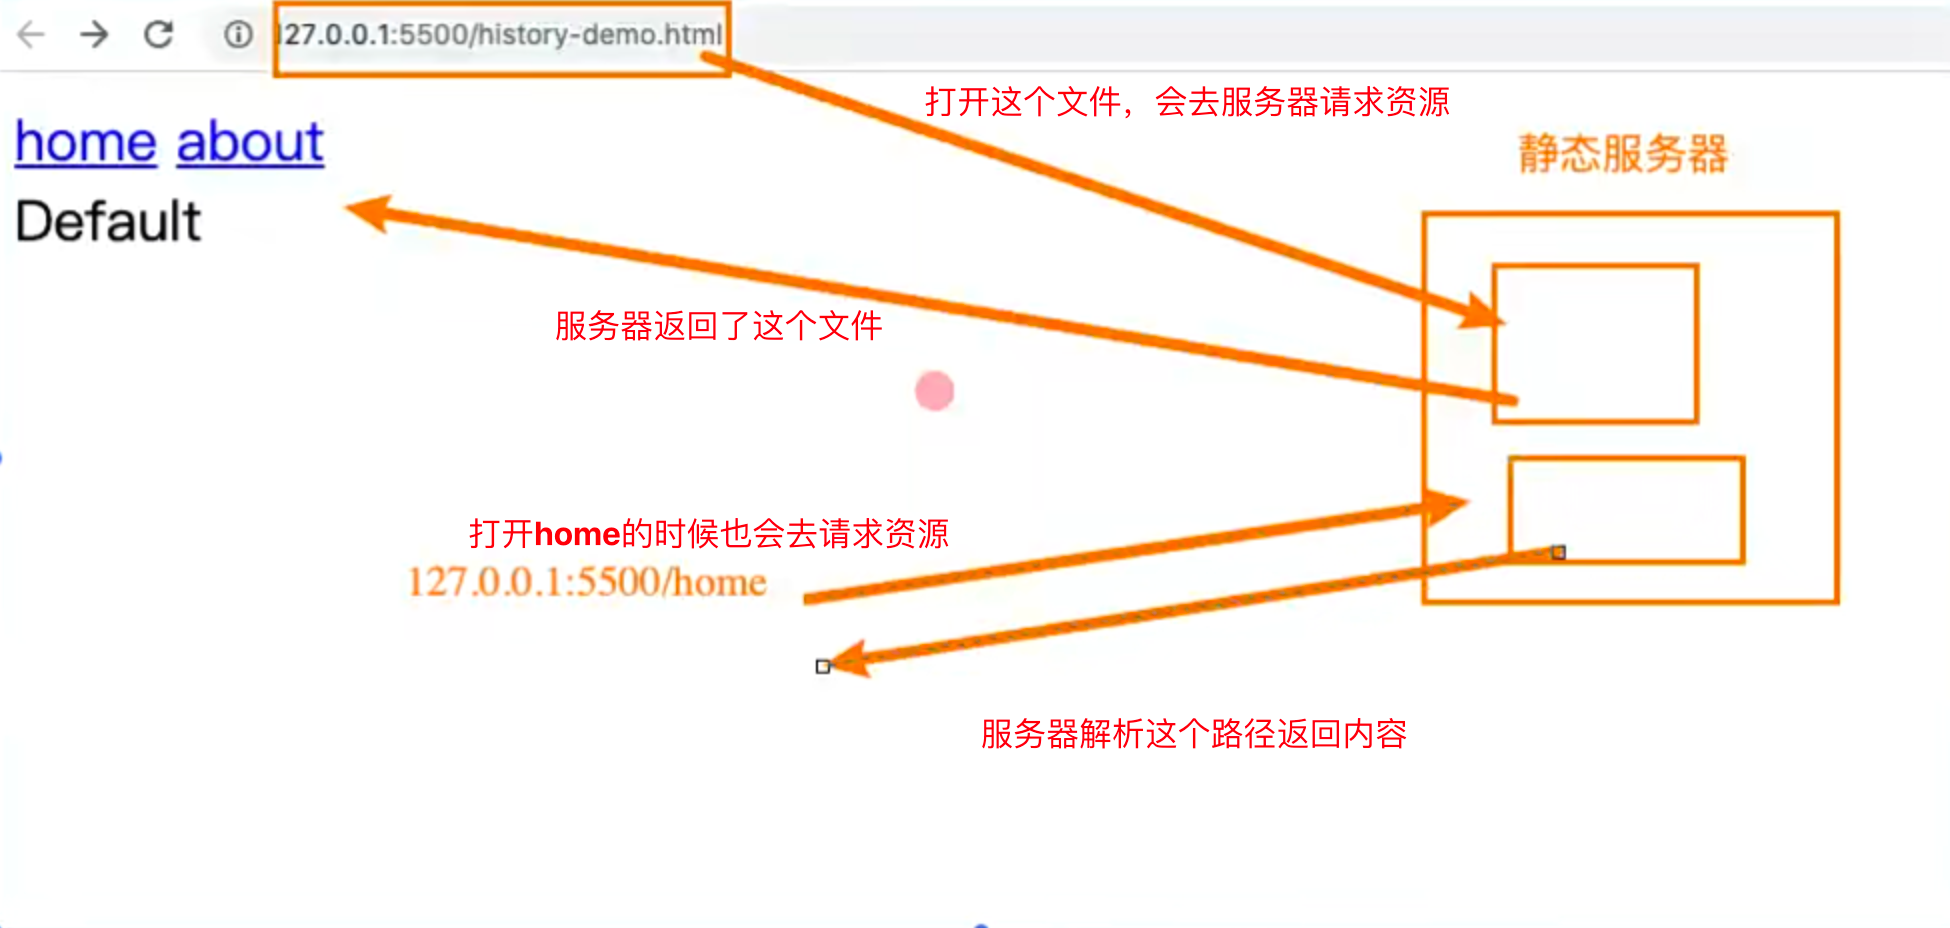 127.0.0.1:5500/history-demo.html
打开这个文件，会去服务器请求资源
home about
静态服务器
Default
服务器返回了这个文件
打开home的时候也会去请求资源
127.0.0.1:5500/home
服务器解析这个路径返回内容